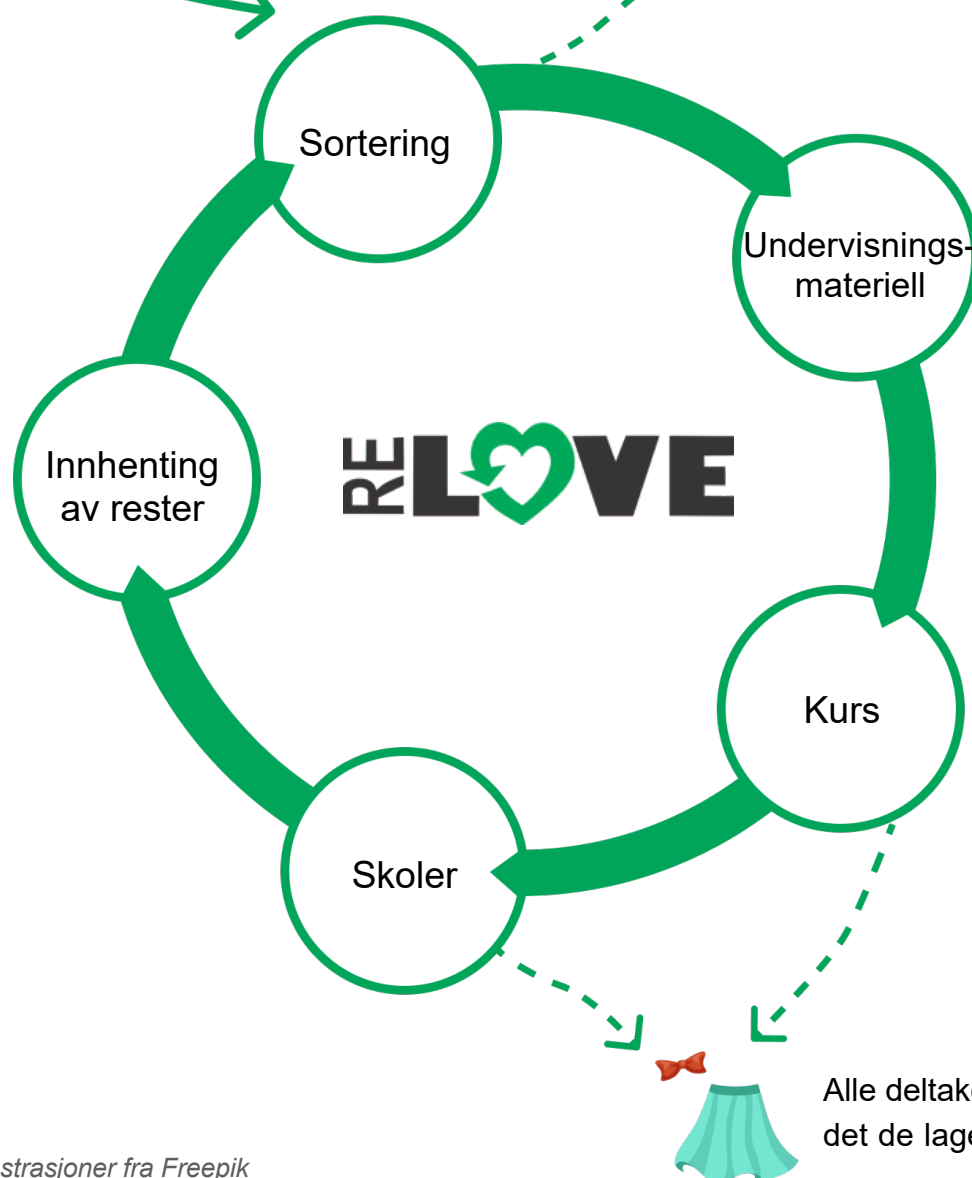 Sortering
Undervisnings-
materiell
Innhenting
av rester
RE LOVE
Kurs
Skoler
Alle deltak
det de lage
strasjoner fra Freepik